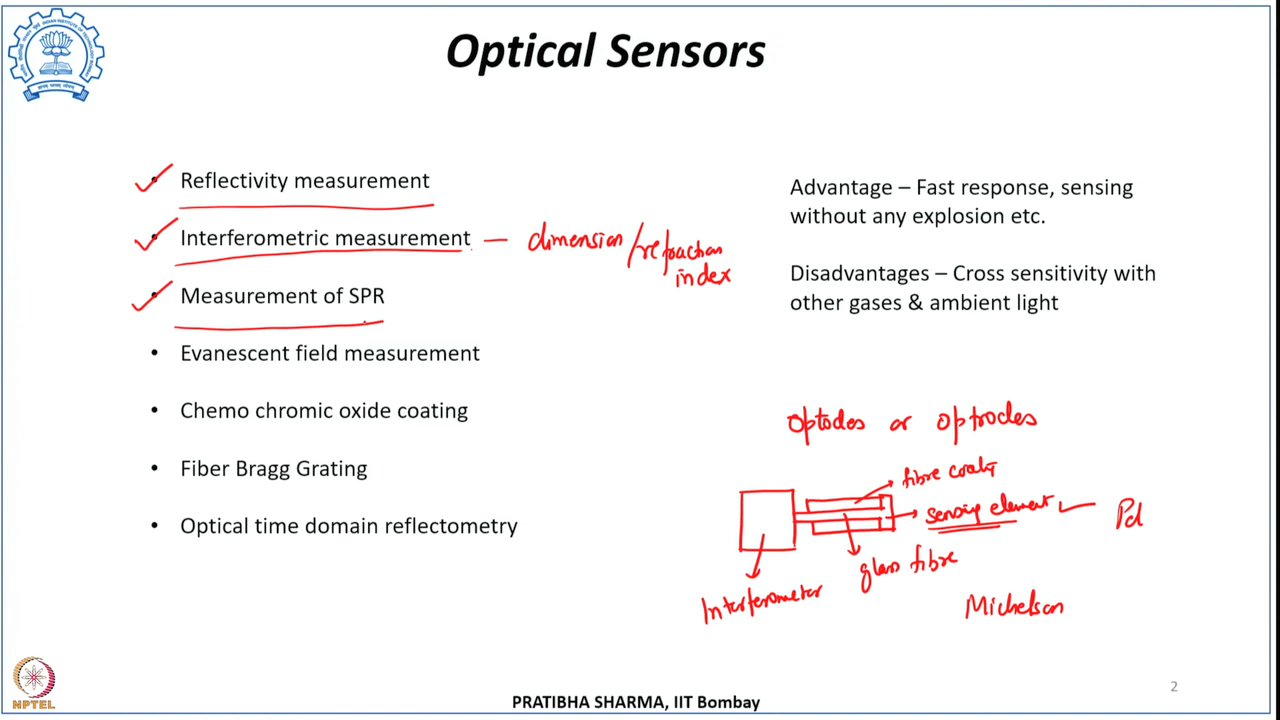 Optical Sensors
• Reflectivity measurement
• Interferometric measurement — dimension/refraction
index
• Measurement of SPR
• Evanescent field measurement
• Chemo chromic oxide coating
• Fiber Bragg Grating
• Optical time domain reflectometry
Advantage – Fast response, sensing
without any explosion etc.
Disadvantages – Cross sensitivity with
other gases & ambient light
Optodes or optrodes
fibre
sensing element
Pd
glass fibre
Interferometer
Michelson
NPTEL
PRATIBHA SHARMA, IIT Bombay
2